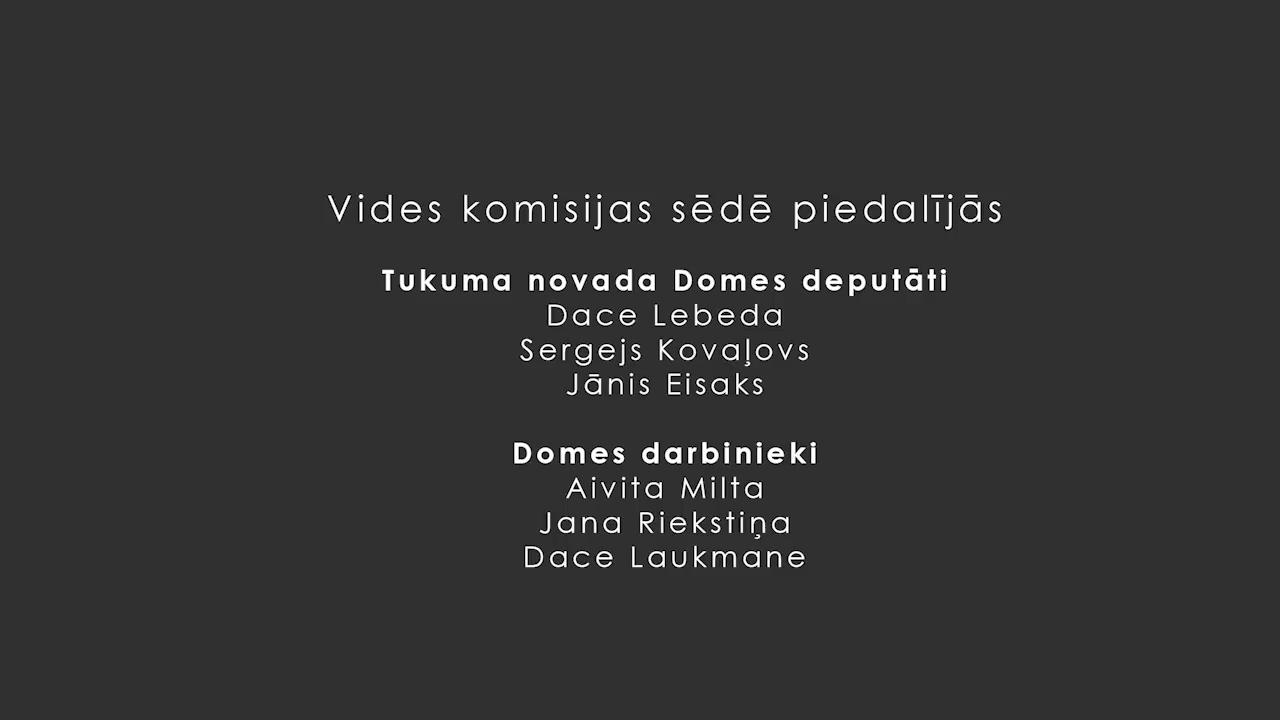 Vides komisijas sēdē piedalījās
Tukuma novada Domes deputāti
Dace Lebeda
Sergejs Kovaļovs
Jānis Eisaks
Domes darbinieki
Aivita Milta
Jana Riekstiņa
Dace Laukmane